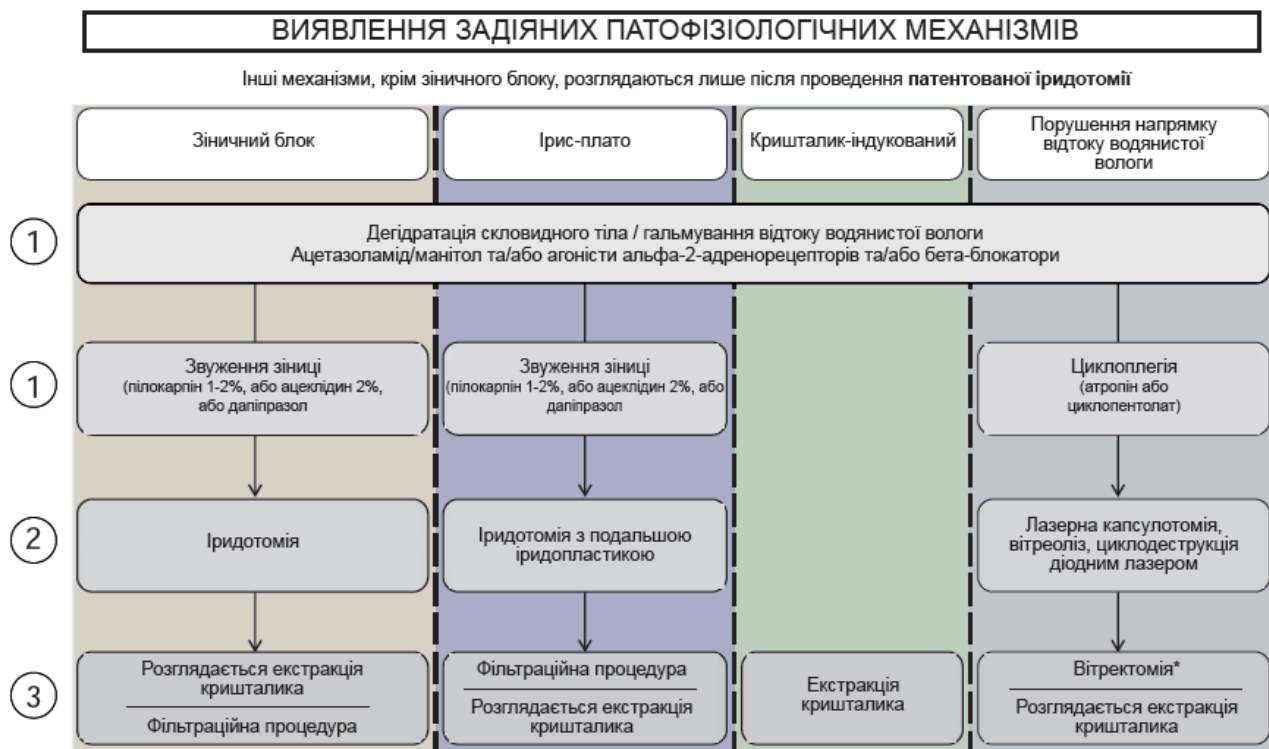 ВИЯВЛЕННЯ ЗАДІЯНИХ ПАТОФІЗІОЛОГІЧНИХ МЕХАНІЗМІВ
Інші механізми, крім зіничного блоку, розглядаються лише після проведення патентованої іридотомії
Зіничний блок
Ірис-плато
Кришталик-індукований
Порушення напрямку
відтоку водянистої
вологи
1
Дегідратація скловидного тіла / гальмування відтоку водянистої вологи
Ацетазоламід/манітол та/або агоністи альфа-2-адренорецепторів та/або бета-блокатори
1
Звуження зіниці
(пілокарпін 1-2%, або ацеклідин 2%,
або дапіпразол
Звуження зіниці
(пілокарпін 1-2%, або ацеклідин 2%, або
дапіпразол
Циклоплегія
(атропін або
циклопентолат)
2
Іридотомія
Іридотомія з подальшою
іридопластикою
Лазерна капсулотомія,
вітреоліз, циклодеструкція
діодним лазером
3
Розглядається екстракція
кришталика
Фільтраційна процедура
Фільтраційна процедура
Розглядається екстракція
кришталика
Екстракція
кришталика
Вітректомія*
Розглядається екстракція
кришталика